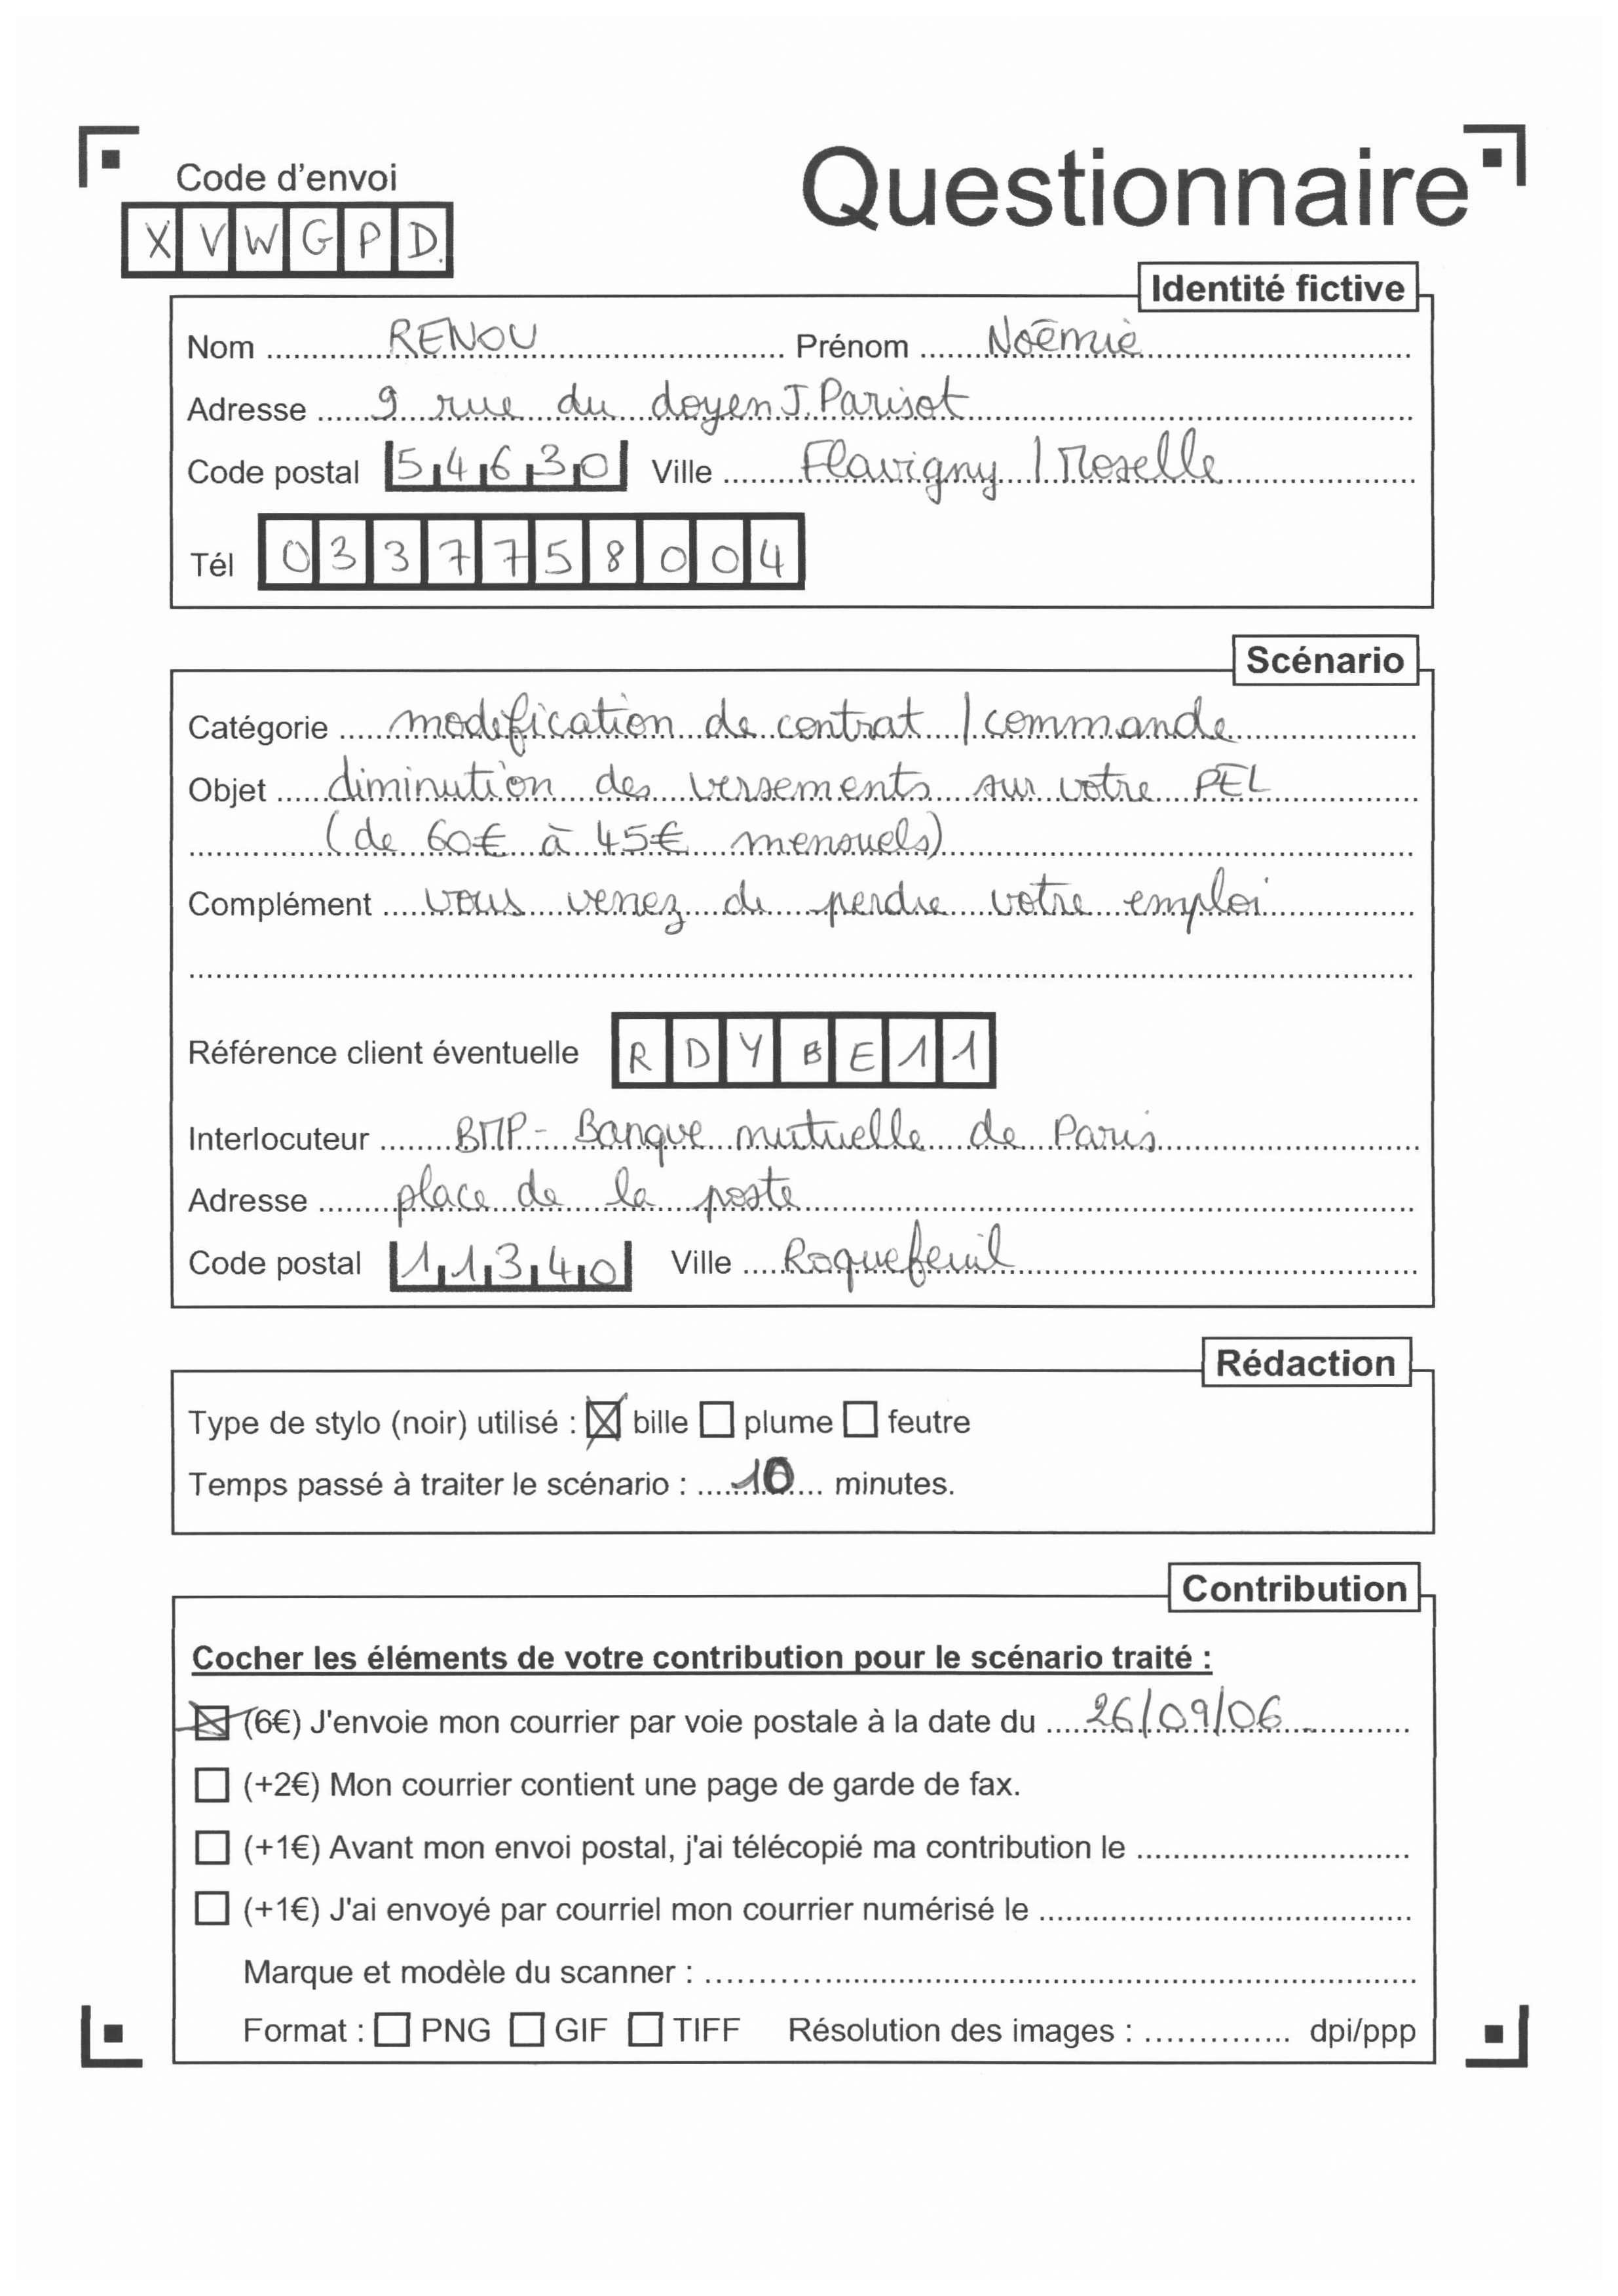 Code d'envoi
Questionnaire
X V W G P D
Identité fictive
Nom RENOU Prénom Noëmie
Adresse 9 rue du doyen J. Parisot
Code postal 54630 Ville Flavigny / Moselle
Tél 0337758004
Scénario
Catégorie modification de contrat / commande
Objet diminution des versements sur votre PEL
(de 60€ à 45€ mensuels)
Complément vous venez de perdre votre emploi
Référence client éventuelle R D Y B E 1 1
Interlocuteur BMP - Banque mutuelle de Paris
Adresse place de la poste
Code postal 11340 Ville Roquefeuil
Rédaction
Type de stylo (noir) utilisé : ☒ bille ☐ plume ☐ feutre
Temps passé à traiter le scénario : 10 minutes.
Contribution
Cocher les éléments de votre contribution pour le scénario traité :
☒ (6€) J'envoie mon courrier par voie postale à la date du 26/09/06
☐ (+2€) Mon courrier contient une page de garde de fax.
☐ (+1€) Avant mon envoi postal, j'ai télécopié ma contribution le
☐ (+1€) J'ai envoyé par courriel mon courrier numérisé le
Marque et modèle du scanner :
Format : ☐ PNG ☐ GIF ☐ TIFF Résolution des images : dpi/ppp